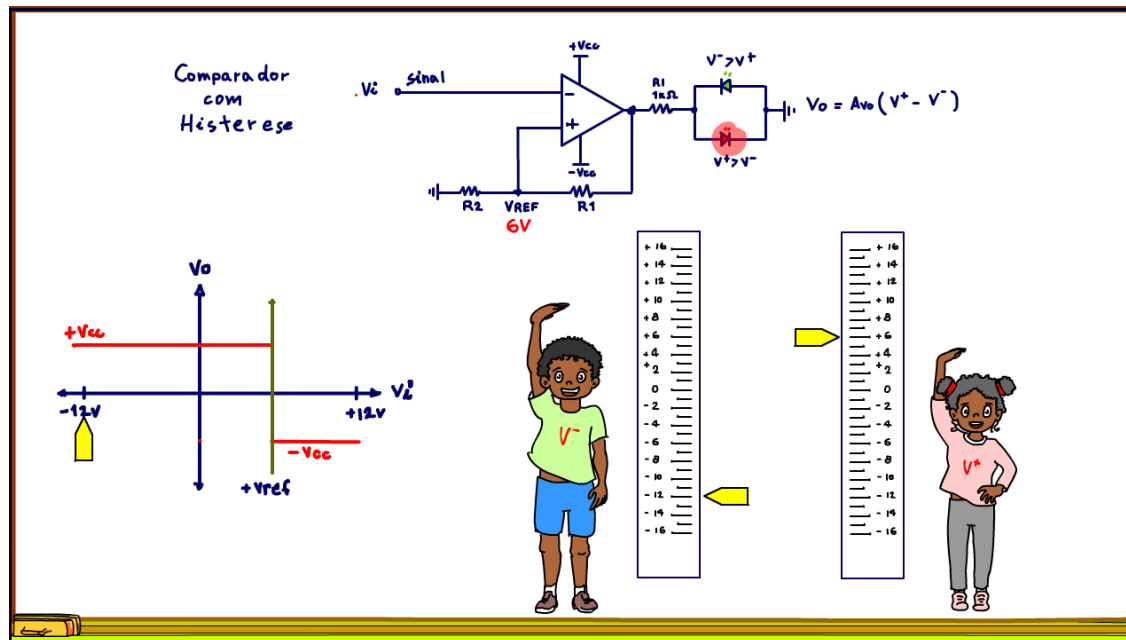 Comparador
com
Histerese
Vi
sinal
+Vcc
-
+
-Vcc
R1
1KΩ
V⁻>V⁺
V⁺>V⁻
Vo = Avo (V⁺ - V⁻)
R2
VREF
R1
6V
Vo
+Vcc
-12V
+12V
Vi
-Vcc
+Vref
V⁻
+ 16
+ 14
+ 12
+ 10
+ 8
+ 6
+ 4
+ 2
0
- 2
- 4
- 6
- 8
- 10
- 12
- 14
- 16
+ 16
+ 14
+ 12
+ 10
+ 8
+ 6
+ 4
+ 2
0
- 2
- 4
- 6
- 8
- 10
- 12
- 14
- 16
V⁺